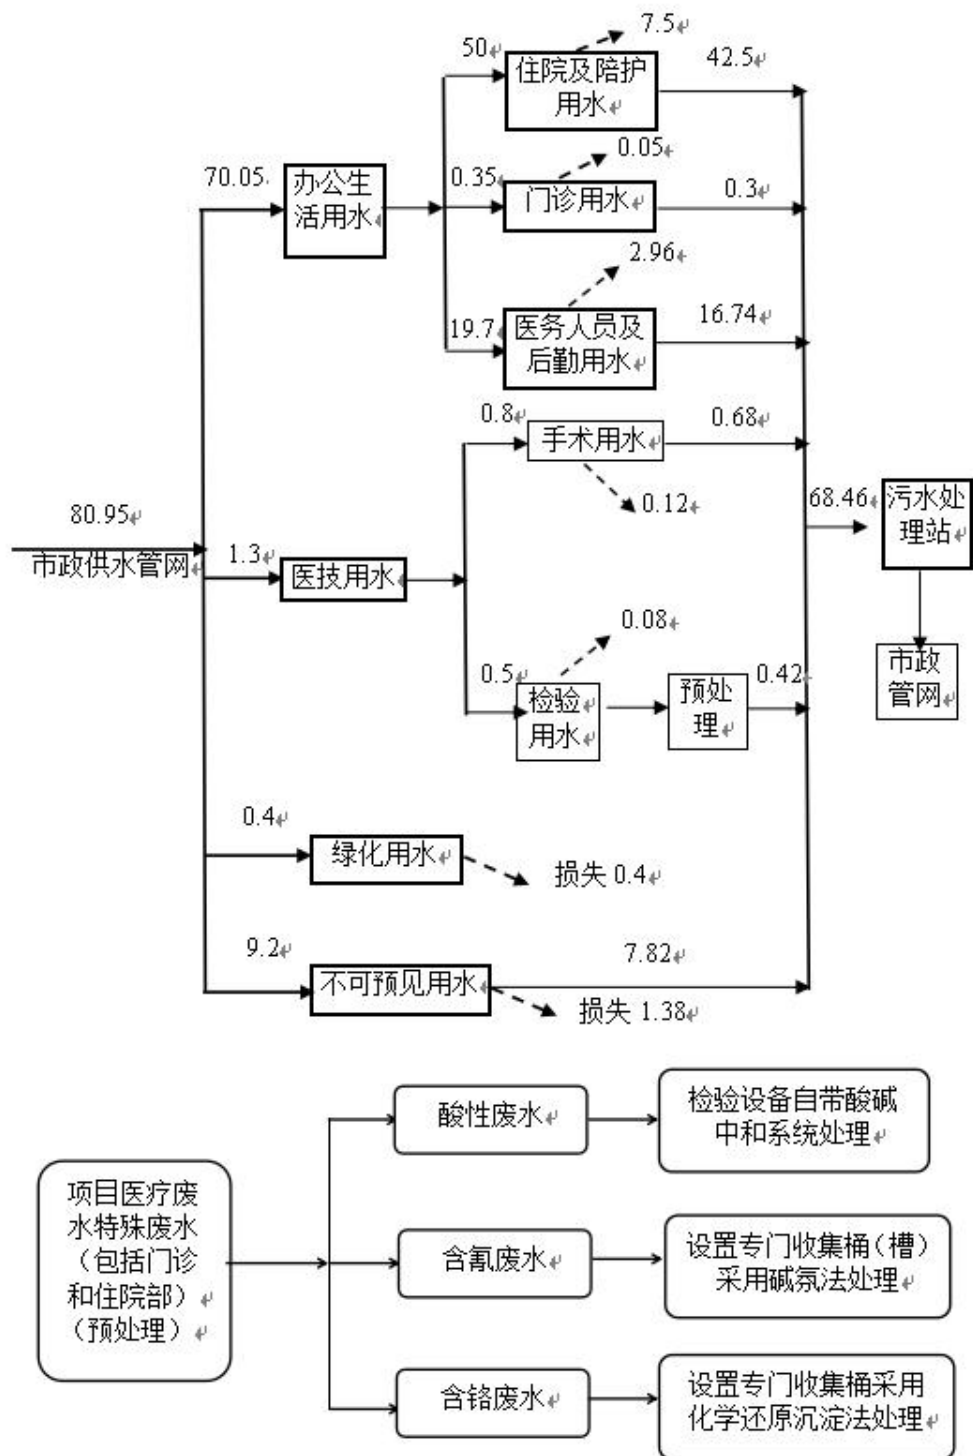 7.5
50
住院及陪护
用水
42.5
0.05
70.05
办公生
活用水
0.35
门诊用水
0.3
2.96
19.7
医务人员及
后勤用水
16.74
0.8
手术用水
0.68
0.12
80.95
市政供水管网
1.3
医技用水
68.46
污水处
理站
0.08
0.5
检验
用水
预处
理
0.42
市政
管网
0.4
绿化用水
损失 0.4
9.2
不可预见用水
7.82
损失 1.38
项目医疗废
水特殊废水
（包括门诊
和住院部）
（预处理）
酸性废水
检验设备自带酸碱
中和系统处理
含氰废水
设置专门收集桶（槽）
采用碱氛法处理
含铬废水
设置专门收集桶采用
化学还原沉淀法处理